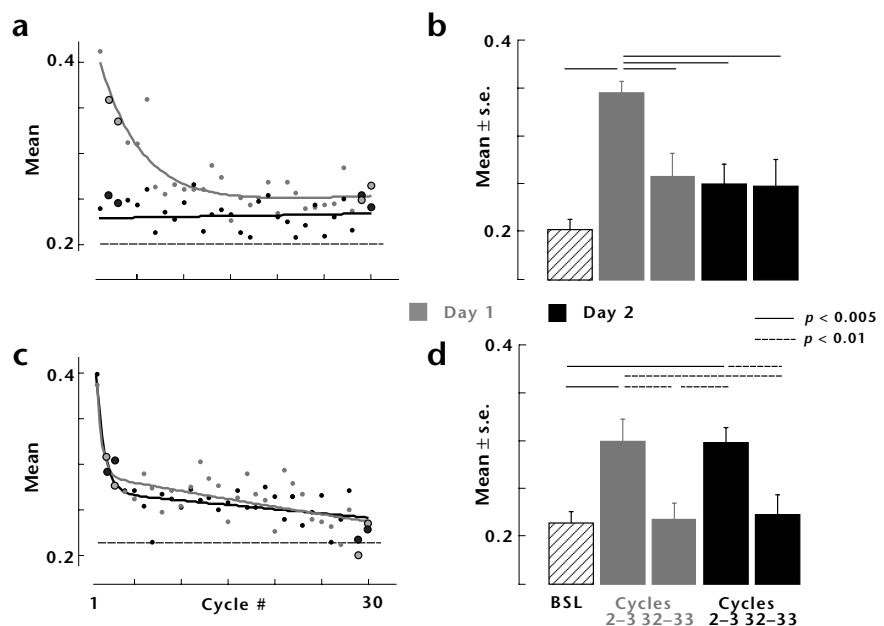 a
0.4
Mean
0.2
b
0.4
Mean ± s.e.
0.2
Day 1
Day 2
p < 0.005
p < 0.01
c
0.4
Mean
0.2
1
Cycle #
30
d
0.4
Mean ± s.e.
0.2
BSL
Cycles
2–3 32–33
Cycles
2–3 32–33